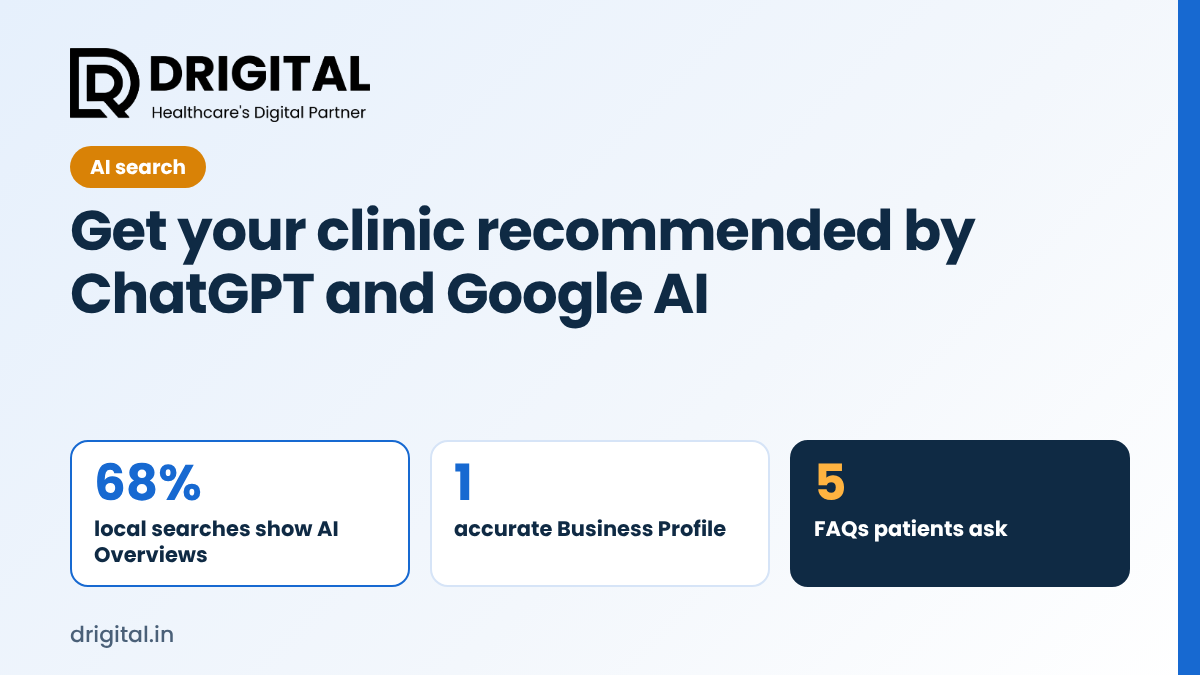 DRIGITAL
Healthcare's Digital Partner
AI search
Get your clinic recommended by
ChatGPT and Google AI
68%
local searches show AI
Overviews
1
accurate Business Profile
5
FAQs patients ask
drigital.in